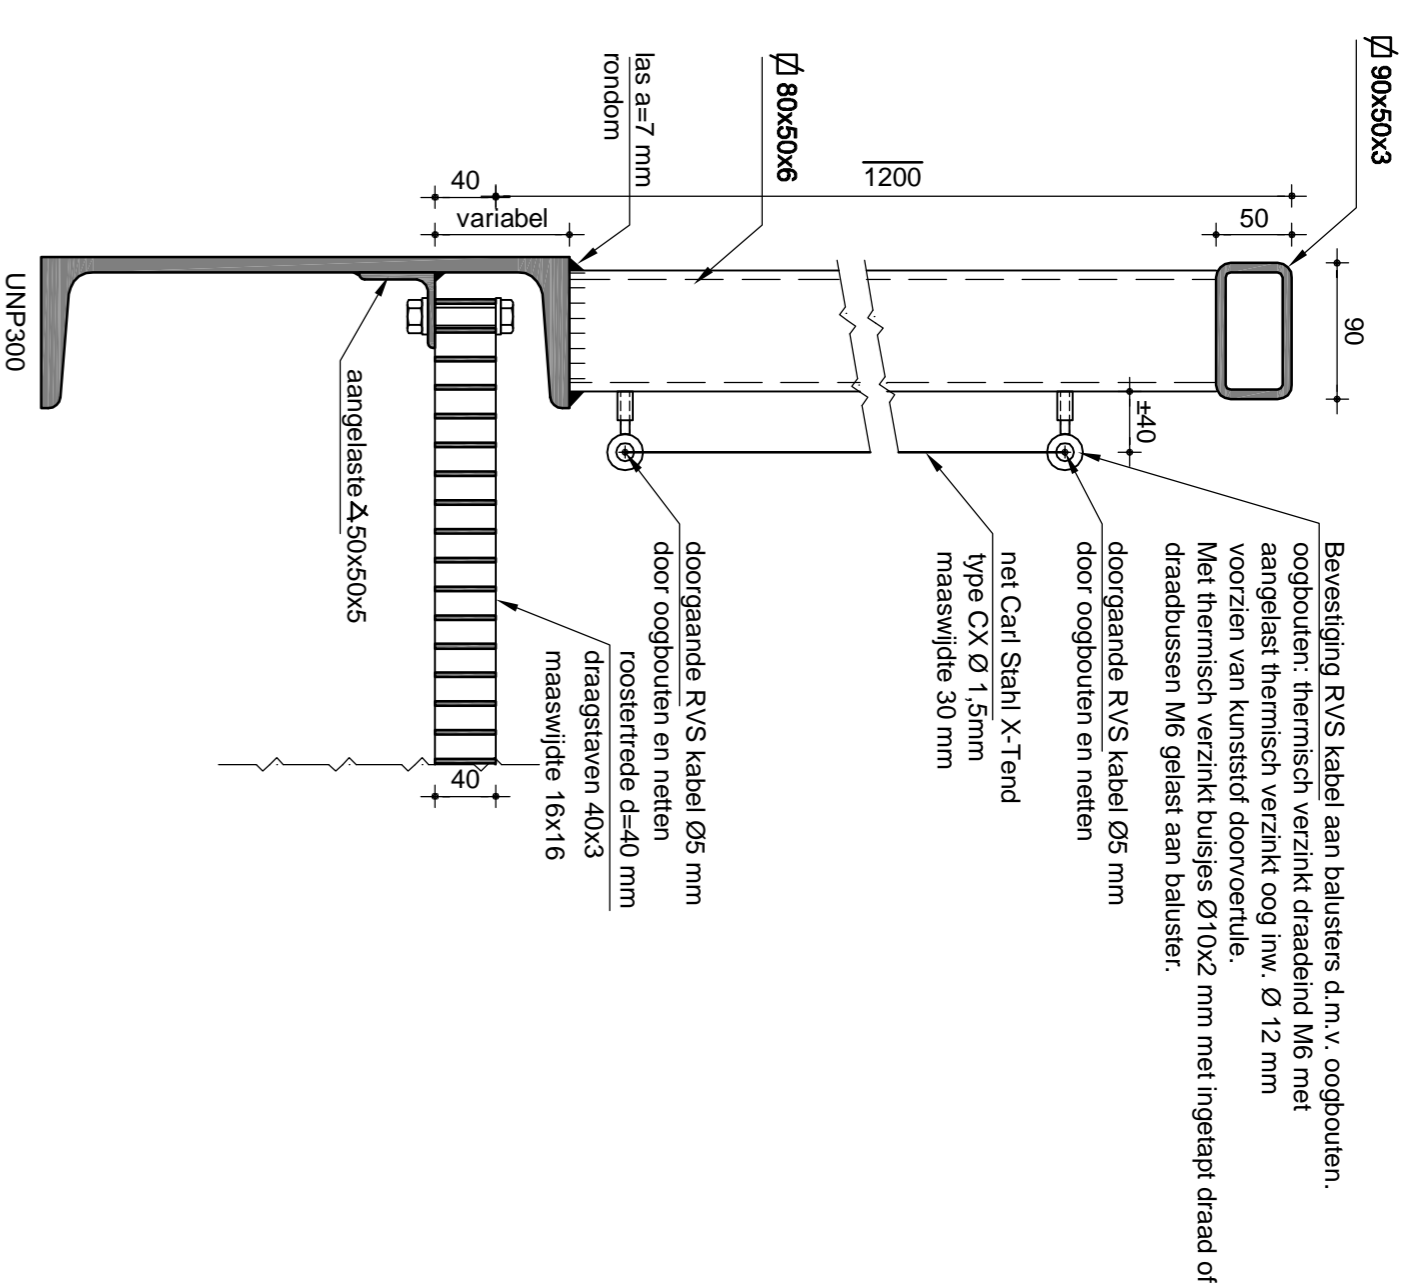 90x50x3
Bevestiging RVS kabel aan balusters d.m.v. oogbouten.
oogbouten: thermisch verzinkt draadeind M6 met
aangelast thermisch verzinkt oog inw. Ø 12 mm
voorzien van kunststof doorvoertule.
Met thermisch verzinkt buisjes Ø10x2 mm met ingetapt draad of
draadbussen M6 gelast aan baluster.
50
90
±40
1200
doorgaande RVS kabel Ø5 mm
door oogbouten en netten
net Carl Stahl X-Tend
type CX Ø 1,5mm
maaswijdte 30 mm
80x50x6
las a=7 mm
rondom
doorgaande RVS kabel Ø5 mm
door oogbouten en netten
roostertrede d=40 mm
draagstaven 40x3
maaswijdte 16x16
40
variabel
40
aangelaste 50x50x5
UNP300